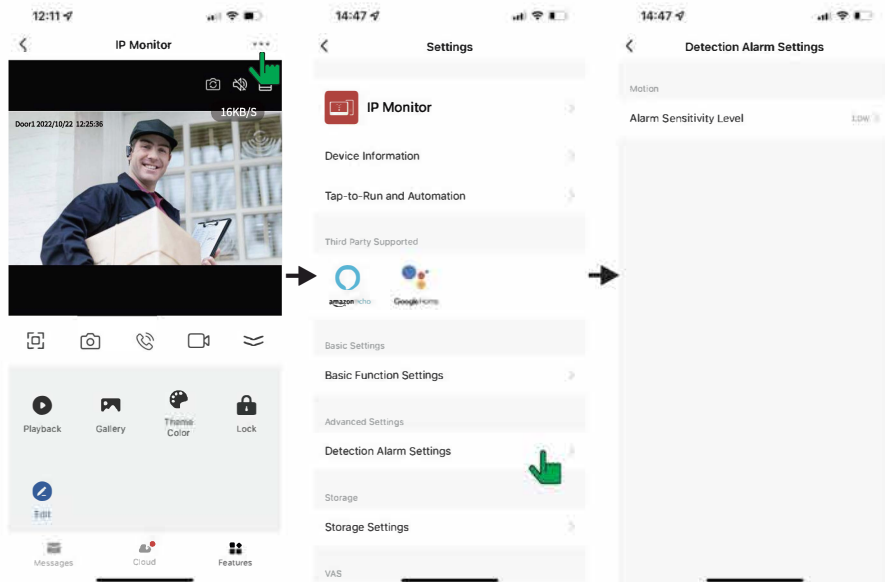 12:11
IP Monitor
16KB/S
Door1 2022/10/22 12:25:36
Playback
Gallery
Theme
Color
Lock
Edit
Messages
Cloud
Features
14:47
Settings
IP Monitor
Device Information
Tap-to-Run and Automation
Third Party Supported
amazon echo
Google Home
Basic Settings
Basic Function Settings
Advanced Settings
Detection Alarm Settings
Storage
Storage Settings
VAS
14:47
Detection Alarm Settings
Motion
Alarm Sensitivity Level
Low